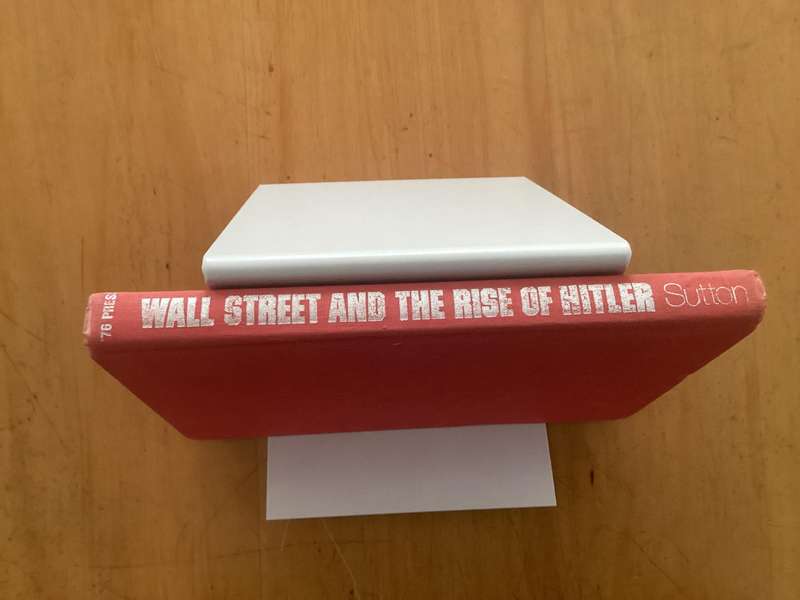 '76 PRESS
WALL STREET AND THE RISE OF HITLER
Sutton